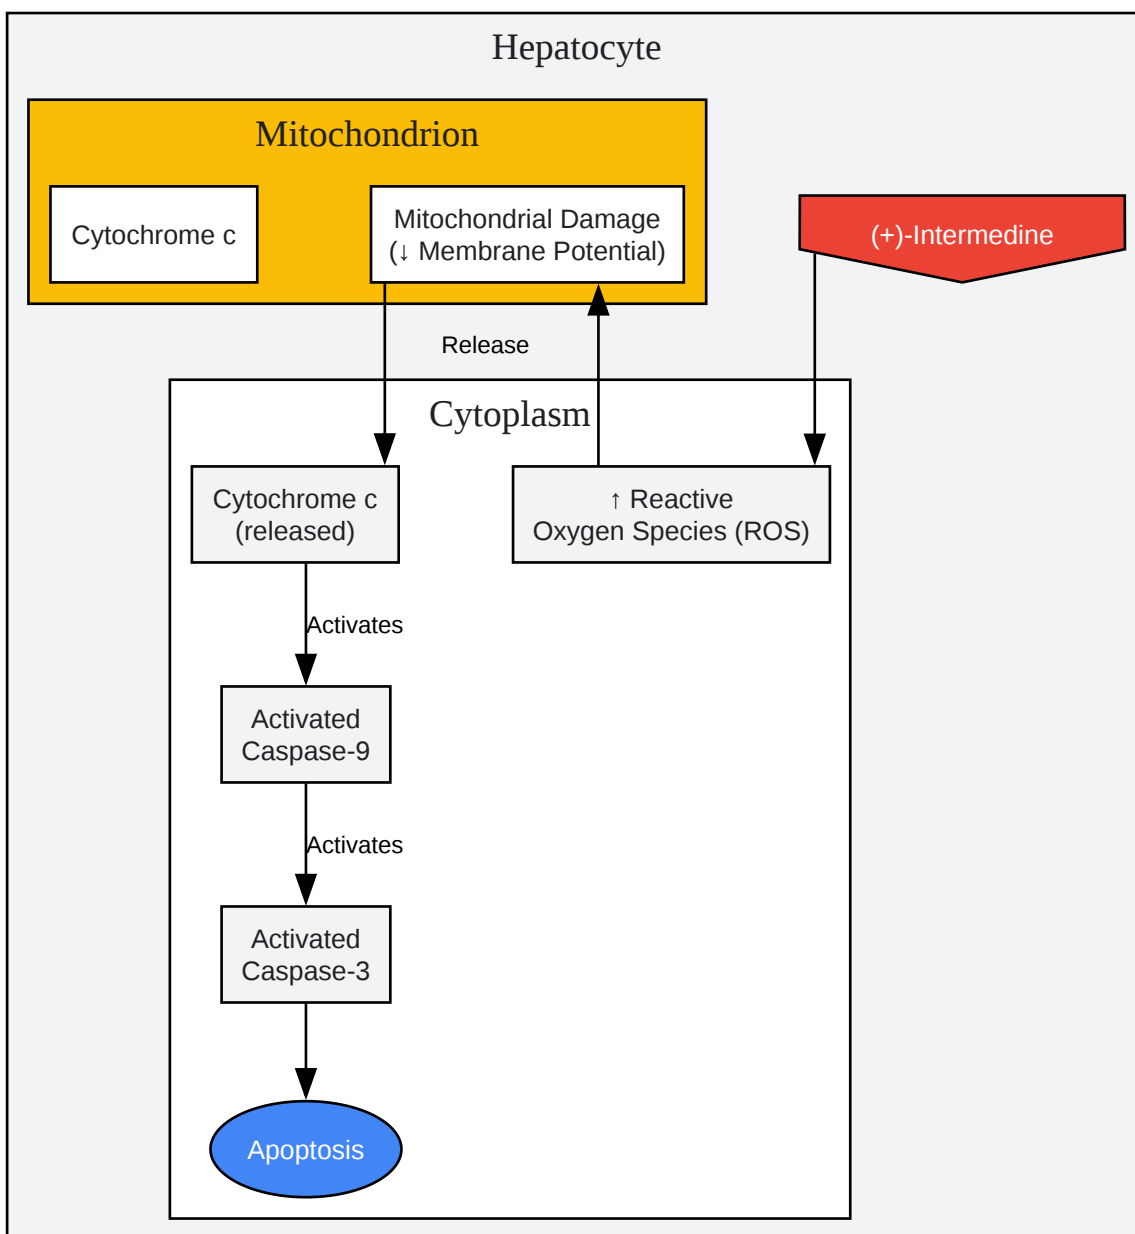 Hepatocyte
Mitochondrion
Cytochrome c
Mitochondrial Damage
(↓ Membrane Potential)
(+)-Intermedine
Release
Cytoplasm
Cytochrome c
(released)
↑ Reactive
Oxygen Species (ROS)
Activates
Activated
Caspase-9
Activates
Activated
Caspase-3
Apoptosis